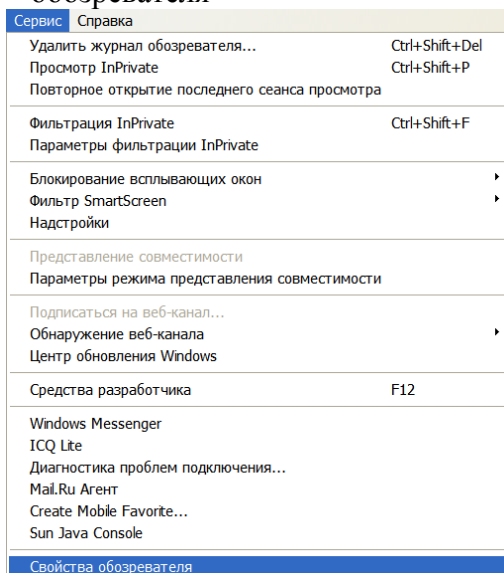 обозревателя
Сервис Справка
Удалить журнал обозревателя... Ctrl+Shift+Del
Просмотр InPrivate Ctrl+Shift+P
Повторное открытие последнего сеанса просмотра
Фильтрация InPrivate Ctrl+Shift+F
Параметры фильтрации InPrivate
Блокирование всплывающих окон
Фильтр SmartScreen
Надстройки
Представление совместимости
Параметры режима представления совместимости
Подписаться на веб-канал...
Обнаружение веб-канала
Центр обновления Windows
Средства разработчика F12
Windows Messenger
ICQ Lite
Диагностика проблем подключения...
Mail.Ru Агент
Create Mobile Favorite...
Sun Java Console
Свойства обозревателя